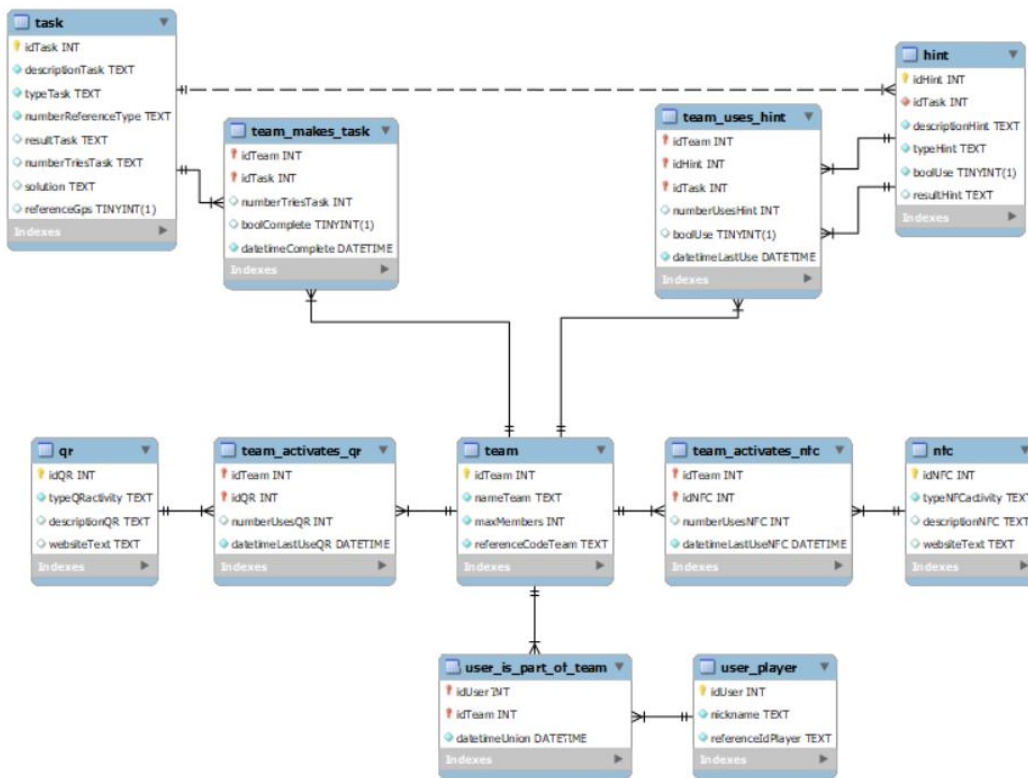 task
idTask INT
descriptionTask TEXT
typeTask TEXT
numberReferenceType TEXT
resultTask TEXT
numberTriesTask TEXT
solution TEXT
referenceGps TINYINT(1)
Indexes
team_makes_task
idTeam INT
idTask INT
numberTriesTask INT
boolComplete TINYINT(1)
datetimeComplete DATETIME
Indexes
team_uses_hint
idTeam INT
idHint INT
idTask INT
numberUsesHint INT
boolUse TINYINT(1)
datetimeLastUse DATETIME
Indexes
hint
idHint INT
idTask INT
descriptionHint TEXT
typeHint TEXT
boolUse TINYINT(1)
resultHint TEXT
Indexes
qr
idQR INT
typeQRactivity TEXT
descriptionQR TEXT
websiteText TEXT
Indexes
team_activates_qr
idTeam INT
idQR INT
numberUsesQR INT
datetimeLastUseQR DATETIME
Indexes
team
idTeam INT
nameTeam TEXT
maxMembers INT
referenceCodeTeam TEXT
Indexes
team_activates_nfc
idTeam INT
idNFC INT
numberUsesNFC INT
datetimeLastUseNFC DATETIME
Indexes
nfc
idNFC INT
typeNFCactivity TEXT
descriptionNFC TEXT
websiteText TEXT
Indexes
user_is_part_of_team
idUser INT
idTeam INT
datetimeUnion DATETIME
Indexes
user_player
idUser INT
nickname TEXT
referenceIdPlayer TEXT
Indexes